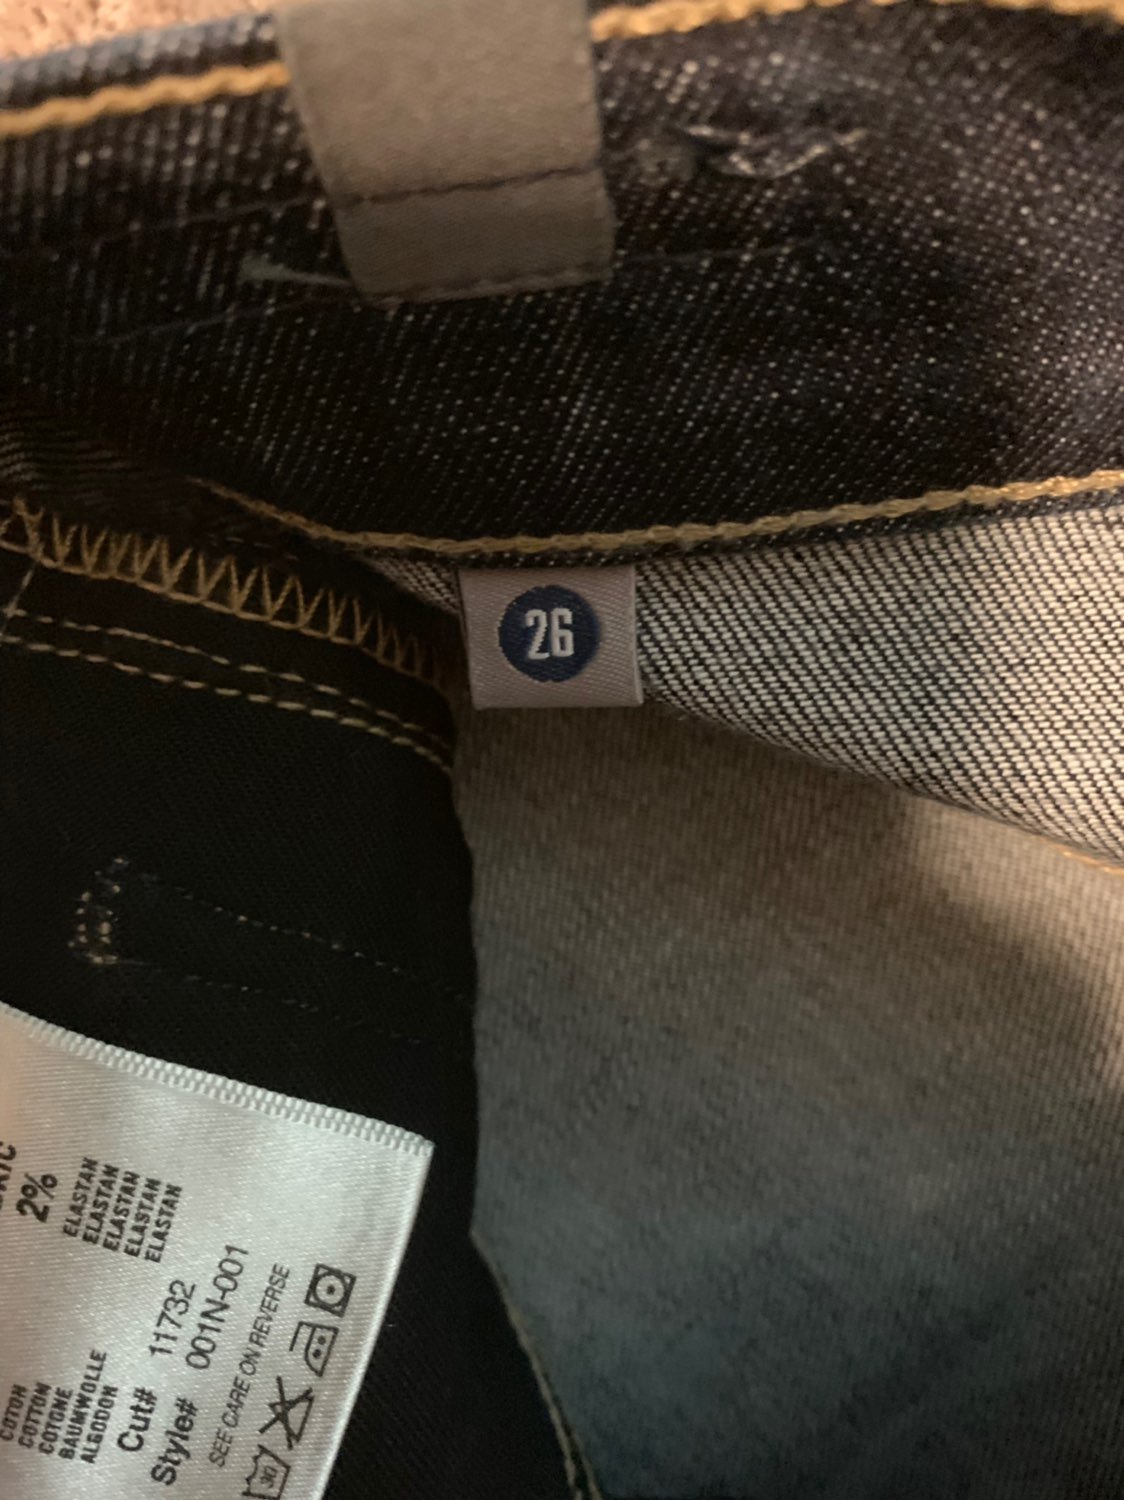 26
2%
ELASTAN
ELASTAN
ELASTAN
ELASTAN
ELASTAN
COTON
COTTON
COTONE
BAUMWOLLE
ALGODON
Cut# 11732
Style# 001N-001
SEE CARE ON REVERSE
30